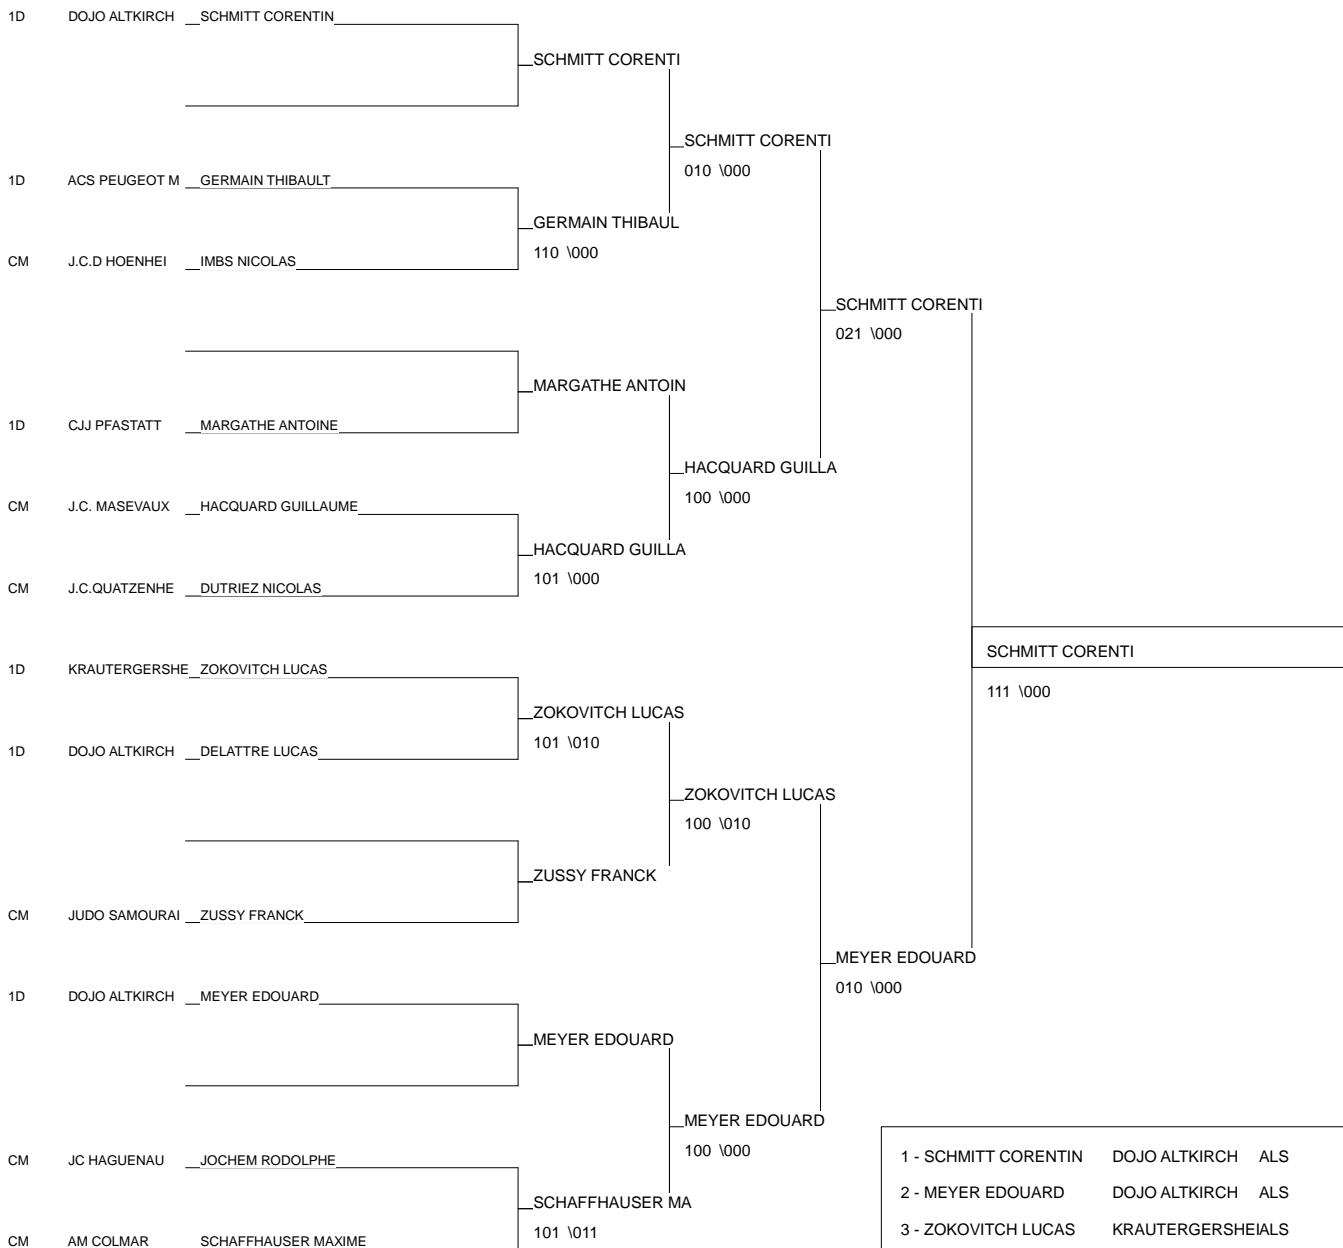 1D DOJO ALTKIRCH SCHMITT CORENTIN
SCHMITT CORENTI
SCHMITT CORENTI
010 \000
1D ACS PEUGEOT M GERMAIN THIBAULT
GERMAIN THIBAUL
110 \000
CM J.C.D HOENHEI IMBS NICOLAS
SCHMITT CORENTI
021 \000
MARGATHE ANTOIN
1D CJJ PFASTATT MARGATHE ANTOINE
HACQUARD GUILLA
100 \000
CM J.C. MASEVAUX HACQUARD GUILLAUME
HACQUARD GUILLA
101 \000
CM J.C.QUATZENHE DUTRIEZ NICOLAS
SCHMITT CORENTI
111 \000
1D KRAUTERGERSHE ZOKOVITCH LUCAS
ZOKOVITCH LUCAS
101 \010
1D DOJO ALTKIRCH DELATTRE LUCAS
ZOKOVITCH LUCAS
100 \010
ZUSSY FRANCK
CM JUDO SAMOURAI ZUSSY FRANCK
MEYER EDOUARD
010 \000
1D DOJO ALTKIRCH MEYER EDOUARD
MEYER EDOUARD
MEYER EDOUARD
100 \000
CM JC HAGUENAU JOCHEM RODOLPHE
SCHAFFHAUSER MA
101 \011
CM AM COLMAR SCHAFFHAUSER MAXIME
1 - SCHMITT CORENTIN DOJO ALTKIRCH ALS
2 - MEYER EDOUARD DOJO ALTKIRCH ALS
3 - ZOKOVITCH LUCAS KRAUTERGERSHEIALS